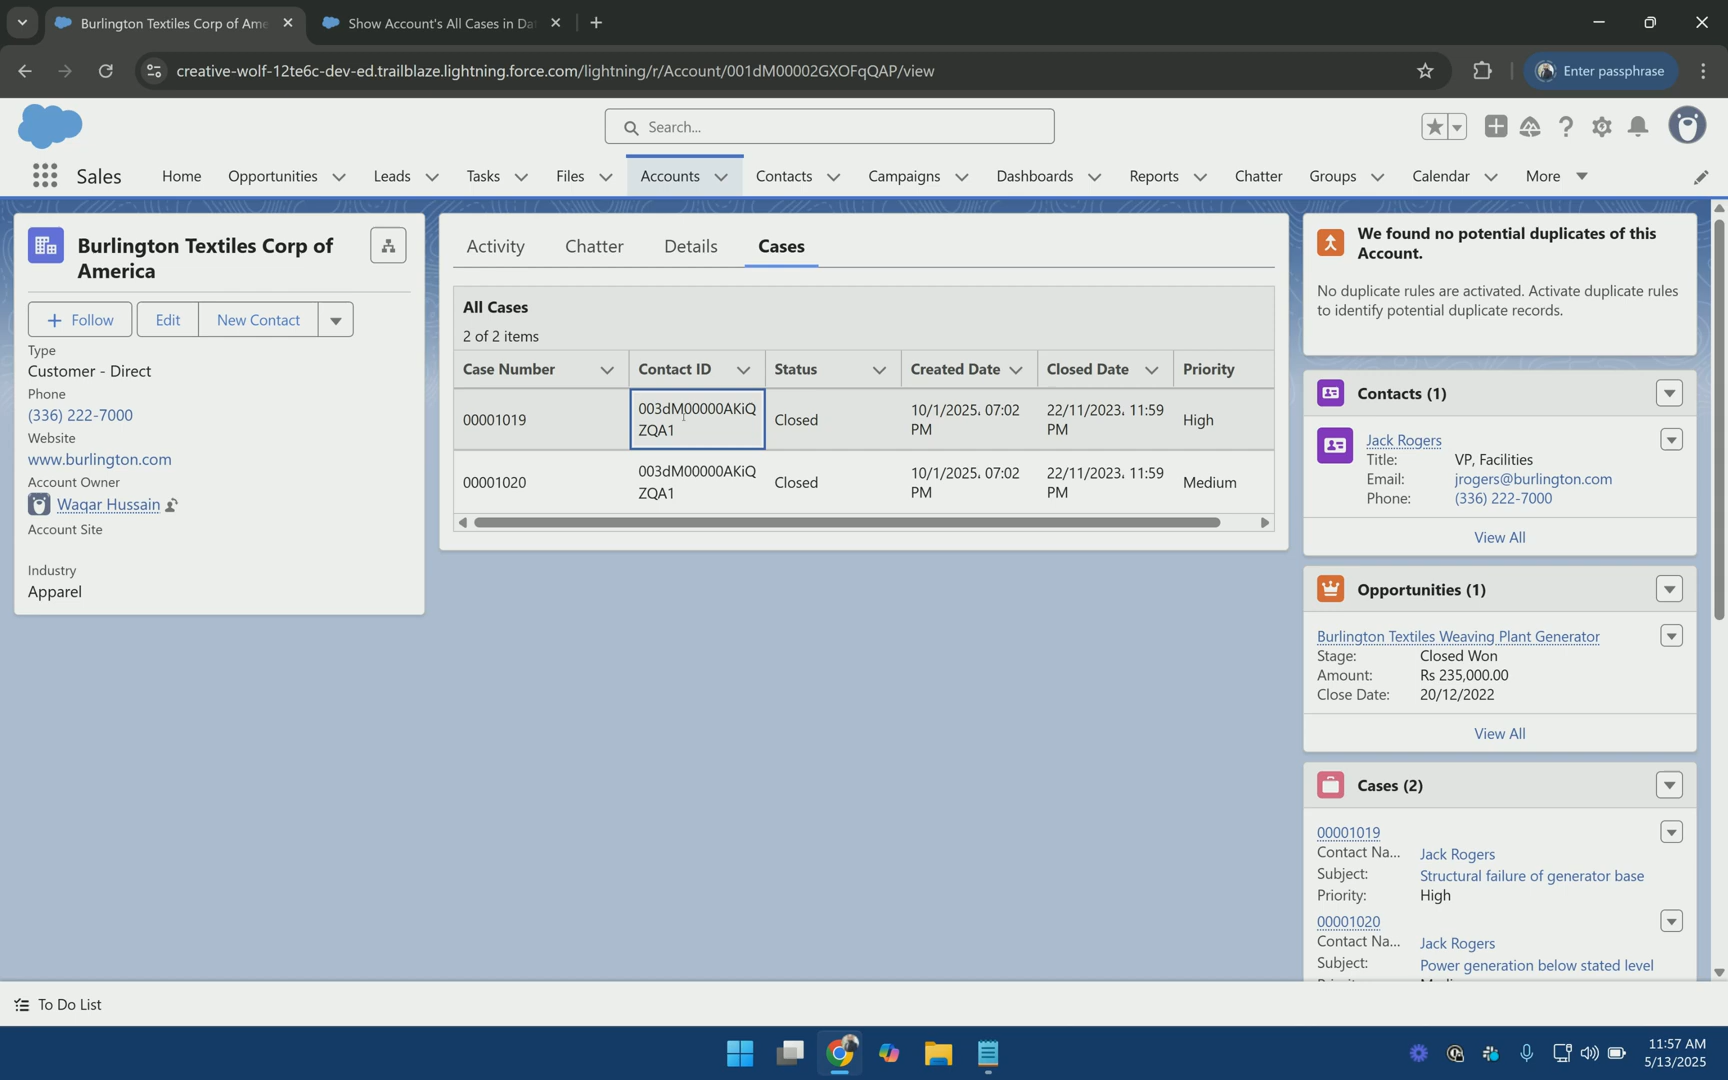 Burlington Textiles Corp of Ame
Show Account's All Cases in Da
creative-wolf-12te6c-dev-ed.trailblaze.lightning.force.com/lightning/r/Account/001dM00002GXOFqQAP/view
Enter passphrase
Search...
Sales
Home
Opportunities
Leads
Tasks
Files
Accounts
Contacts
Campaigns
Dashboards
Reports
Chatter
Groups
Calendar
More
Burlington Textiles Corp of
America
Follow
Edit
New Contact
Type
Customer - Direct
Phone
(336) 222-7000
Website
www.burlington.com
Account Owner
Waqar Hussain
Account Site
Industry
Apparel
Activity
Chatter
Details
Cases
All Cases
2 of 2 items
Case Number
Contact ID
Status
Created Date
Closed Date
Priority
00001019
003dM00000AKiQ
ZQA1
Closed
10/1/2025، 07:02
PM
22/11/2023، 11:59
PM
High
00001020
003dM00000AKiQ
ZQA1
Closed
10/1/2025، 07:02
PM
22/11/2023، 11:59
PM
Medium
We found no potential duplicates of this
Account.
No duplicate rules are activated. Activate duplicate rules
to identify potential duplicate records.
Contacts (1)
Jack Rogers
Title: VP, Facilities
Email: jrogers@burlington.com
Phone: (336) 222-7000
View All
Opportunities (1)
Burlington Textiles Weaving Plant Generator
Stage: Closed Won
Amount: Rs 235,000.00
Close Date: 20/12/2022
View All
Cases (2)
00001019
Contact Na... Jack Rogers
Subject: Structural failure of generator base
Priority: High
00001020
Contact Na... Jack Rogers
Subject: Power generation below stated level
To Do List
11:57 AM
5/13/2025